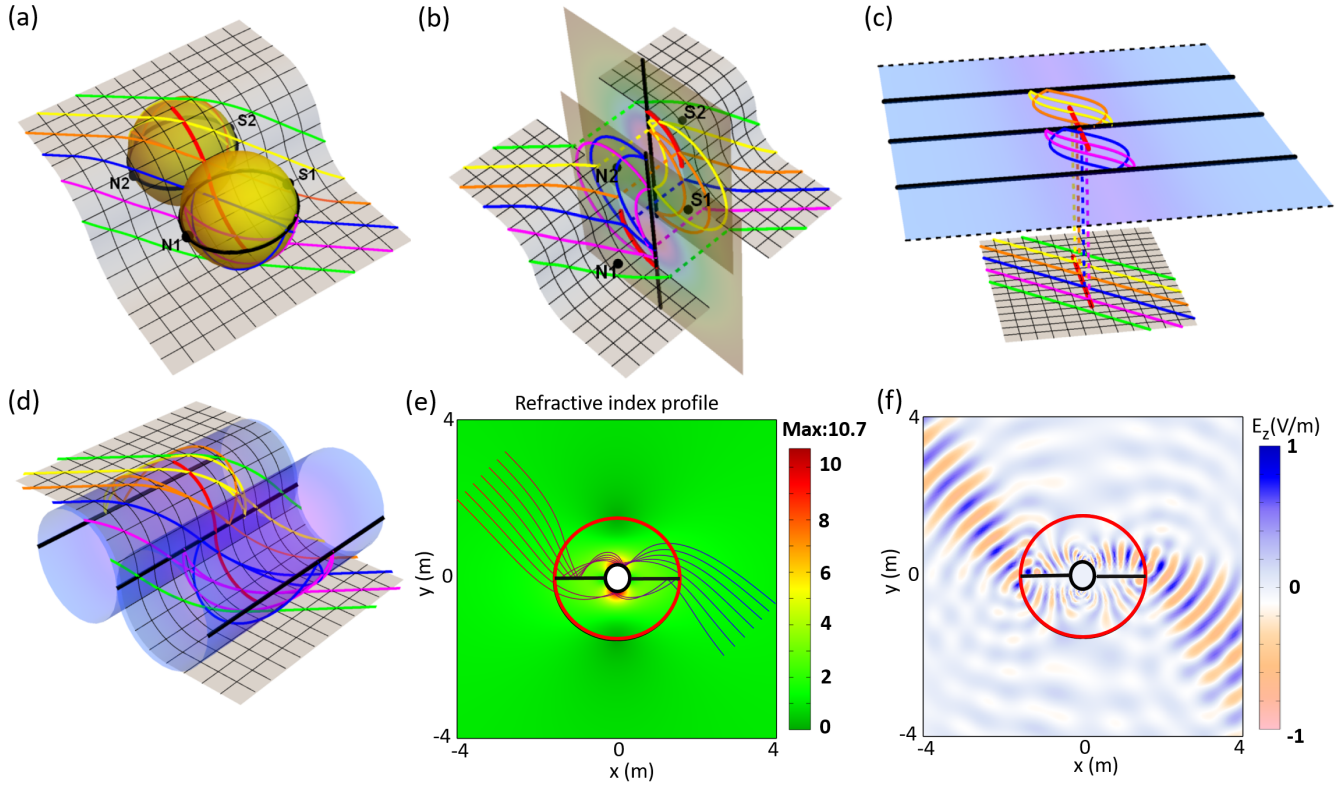 (a)
S2
N2
S1
N1
(b)
S2
N2
S1
N1
(c)
(d)
(e)
Refractive index profile
4
0
-4
y (m)
-4
0
4
x (m)
Max:10.7
10
8
6
4
2
0
(f)
4
0
-4
y (m)
-4
0
4
x (m)
Ez(V/m)
1
0
-1